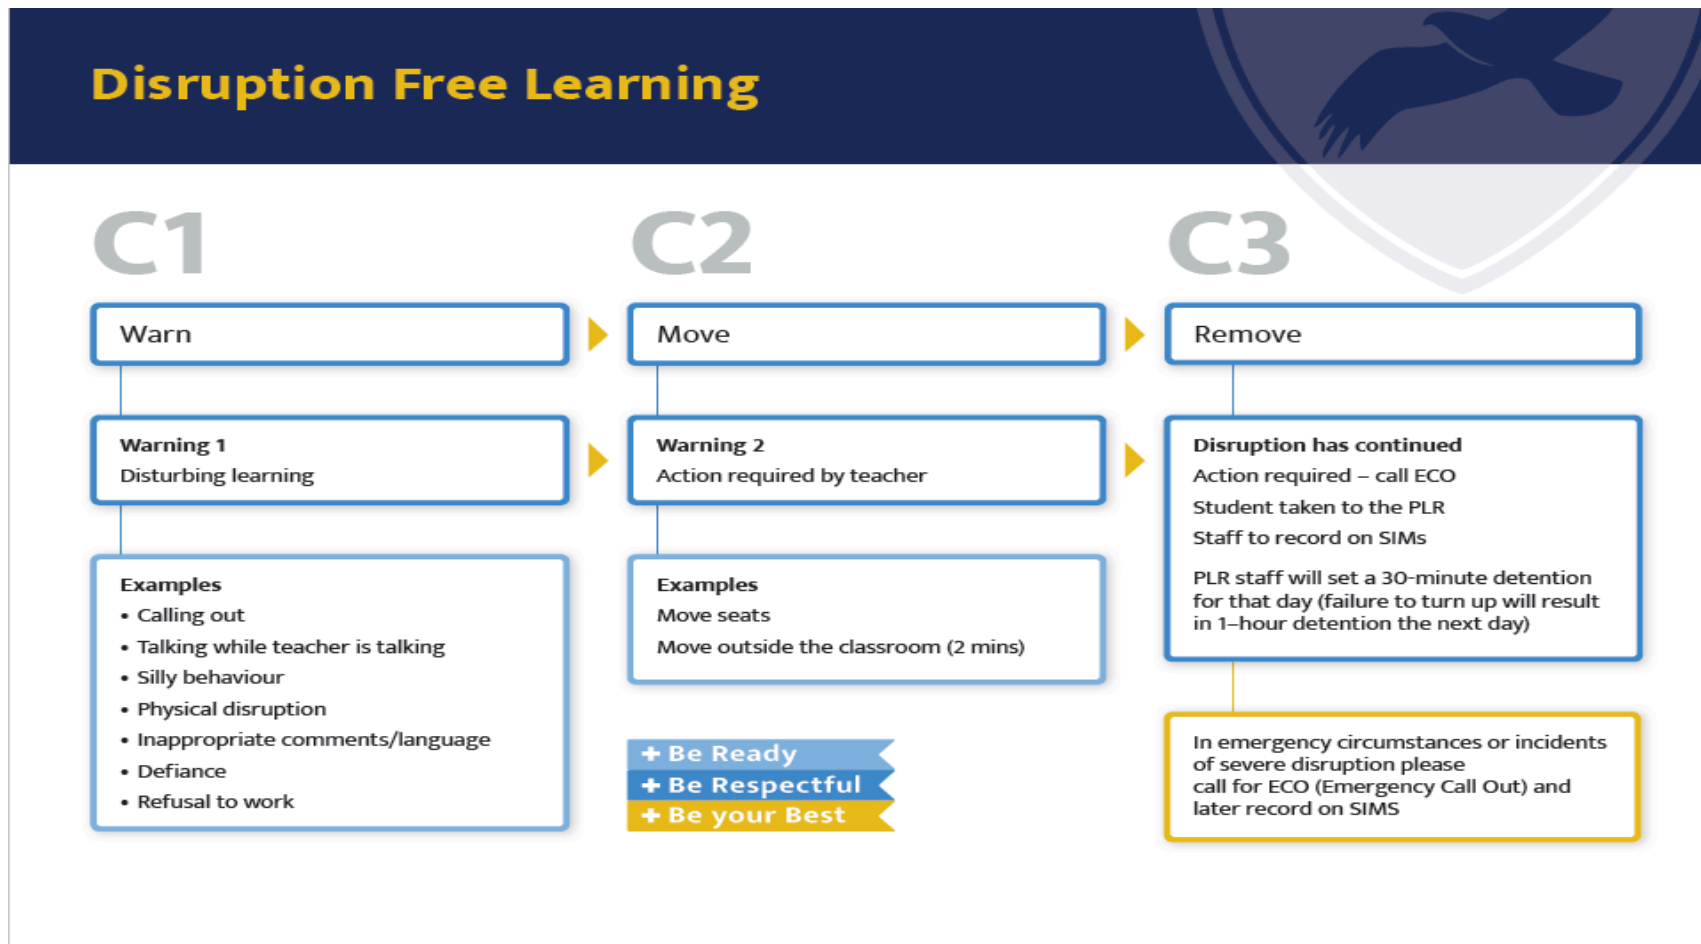 Disruption Free Learning
C1
Warn
Warning 1
Disturbing learning
Examples
• Calling out
• Talking while teacher is talking
• Silly behaviour
• Physical disruption
• Inappropriate comments/language
• Defiance
• Refusal to work
C2
Move
Warning 2
Action required by teacher
Examples
Move seats
Move outside the classroom (2 mins)
+ Be Ready
+ Be Respectful
+ Be your Best
C3
Remove
Disruption has continued
Action required – call ECO
Student taken to the PLR
Staff to record on SIMs
PLR staff will set a 30-minute detention
for that day (failure to turn up will result
in 1–hour detention the next day)
In emergency circumstances or incidents
of severe disruption please
call for ECO (Emergency Call Out) and
later record on SIMS